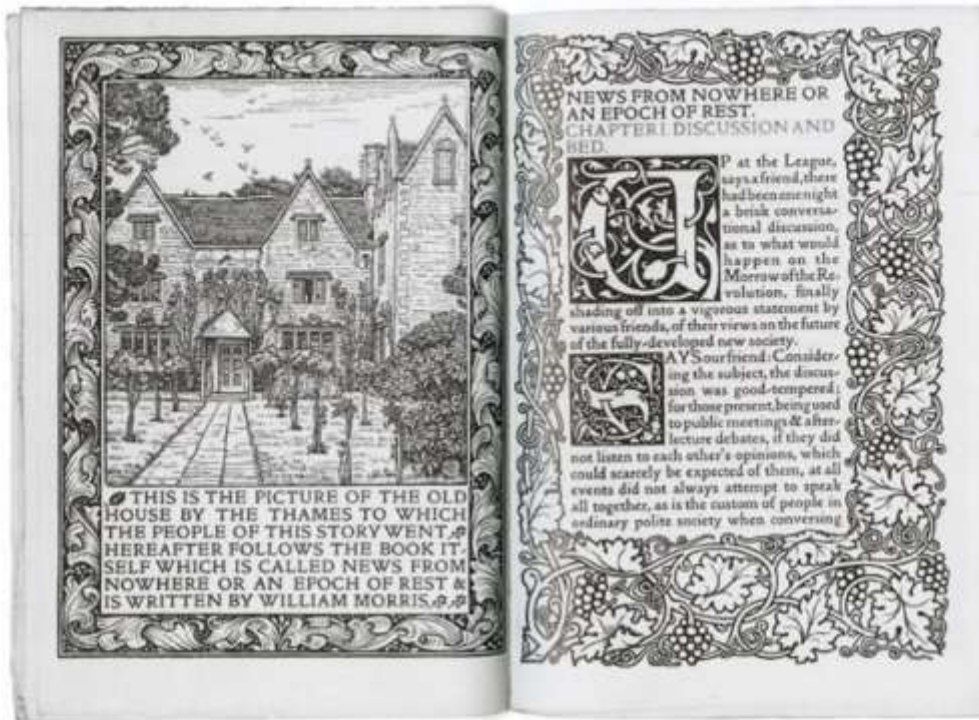 THIS IS THE PICTURE OF THE OLD
HOUSE BY THE THAMES TO WHICH
THE PEOPLE OF THIS STORY WENT
HEREAFTER FOLLOWS THE BOOK IT-
SELF WHICH IS CALLED NEWS FROM
NOWHERE OR AN EPOCH OF REST &
IS WRITTEN BY WILLIAM MORRIS.
NEWS FROM NOWHERE OR
AN EPOCH OF REST.
CHAPTER I. DISCUSSION AND
BED.
UP at the League,
says a friend, there
had been one night
a brisk conversa-
tional discussion,
as to what would
happen on the
Morrow of the Re-
volution, finally
shading off into a vigorous statement by
various friends, of their views on the future
of the fully-developed new society.
SAYS our friend: Consider-
ing the subject, the discus-
sion was good-tempered;
for those present, being used
to public meetings & after-
lecture debates, if they did
not listen to each other's opinions, which
could scarcely be expected of them, at all
events did not always attempt to speak
all together, as is the custom of people in
ordinary polite society when conversing